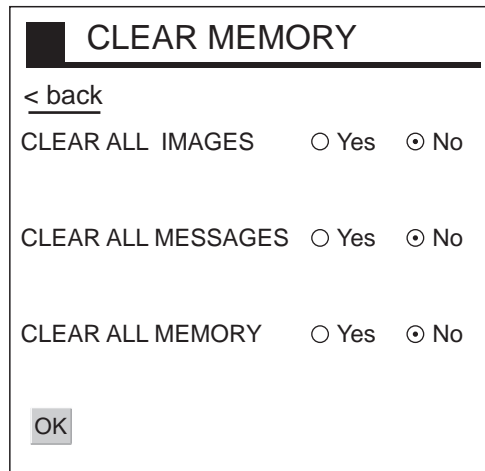 CLEAR MEMORY
< back
CLEAR ALL IMAGES Yes No
CLEAR ALL MESSAGES Yes No
CLEAR ALL MEMORY Yes No
OK